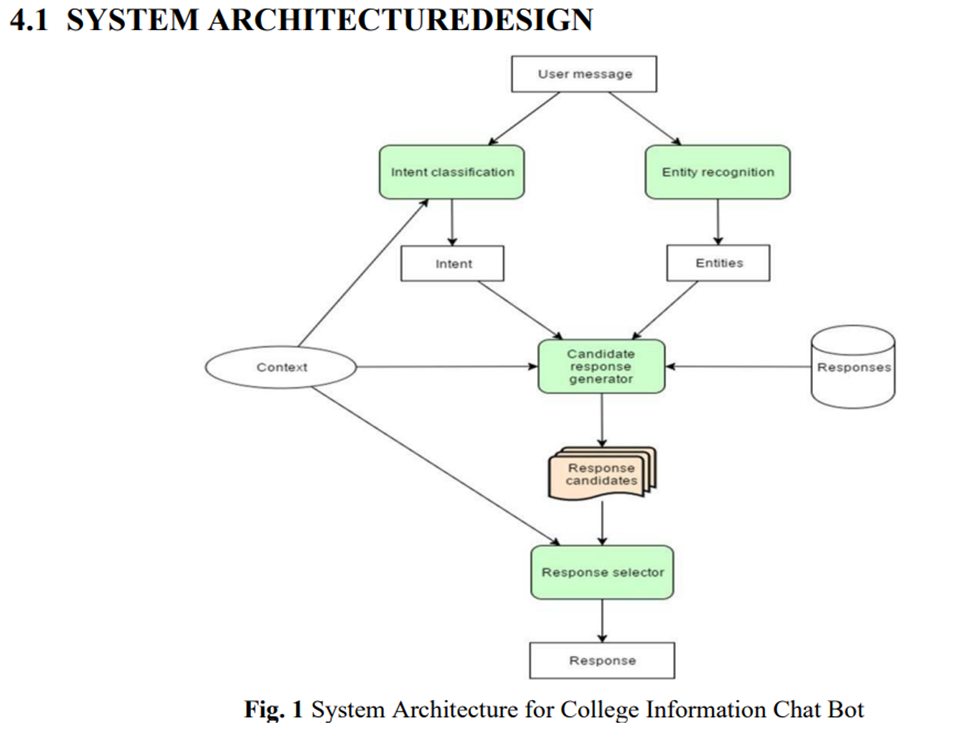 4.1 SYSTEM ARCHITECTUREDESIGN
User message
Intent classification
Entity recognition
Intent
Entities
Context
Candidate
response
generator
Responses
Response
candidates
Response selector
Response
Fig. 1 System Architecture for College Information Chat Bot